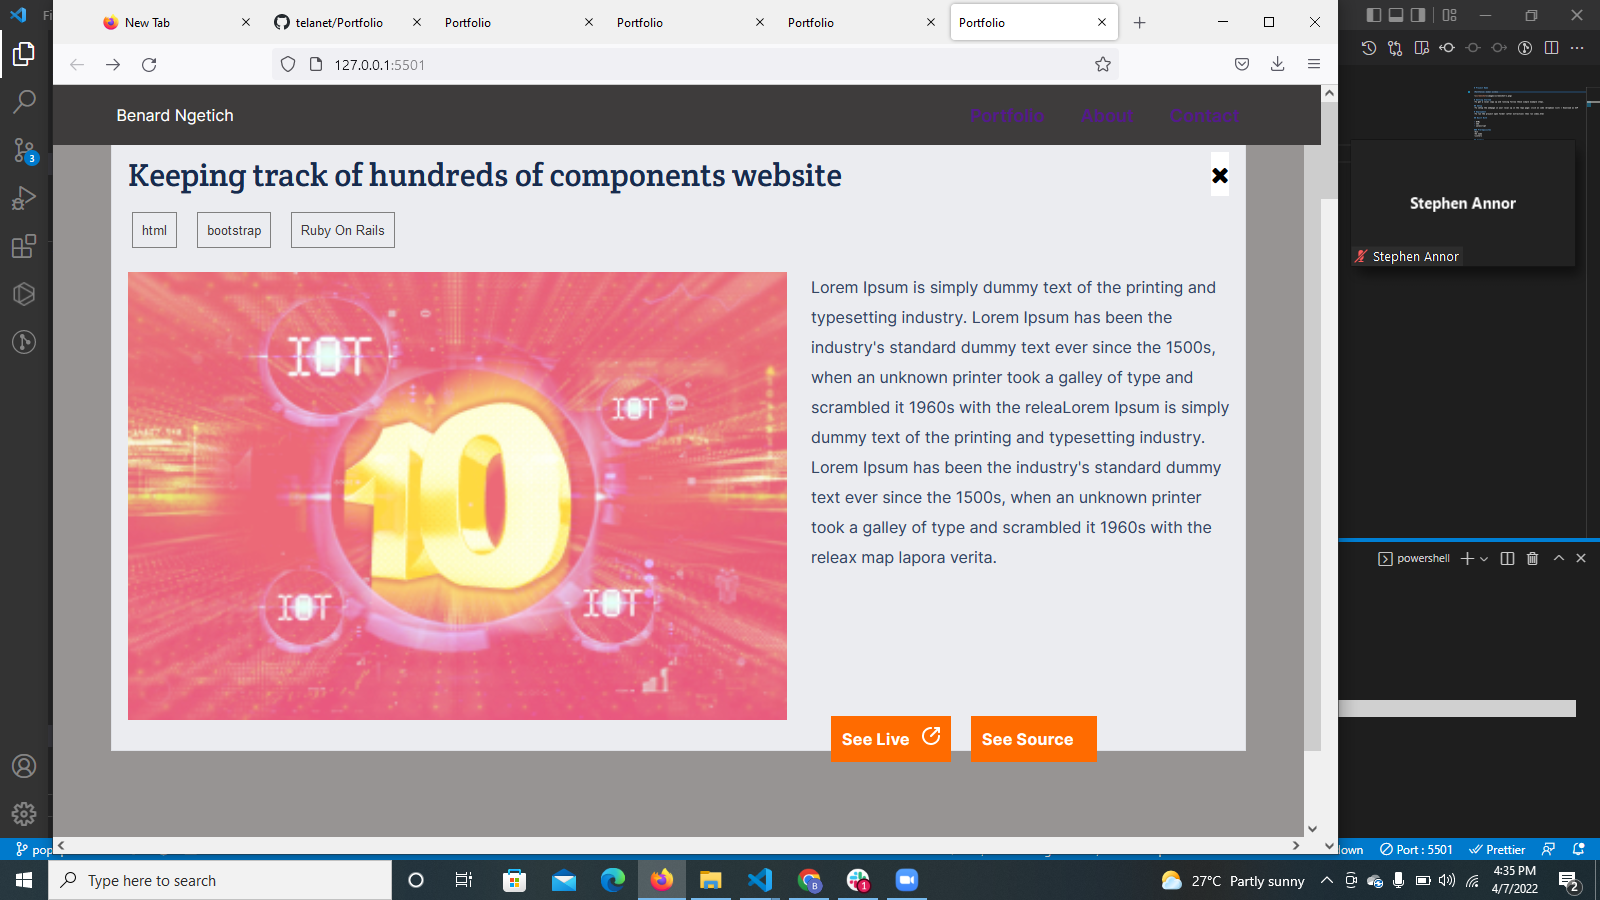 New Tab
telanet/Portfolio
Portfolio
Portfolio
Portfolio
Portfolio
Fi
127.0.0.1:5501
Benard Ngetich
Portfolio
About
Contact
Keeping track of hundreds of components website
html
bootstrap
Ruby On Rails
Lorem Ipsum is simply dummy text of the printing and
typesetting industry. Lorem Ipsum has been the
industry's standard dummy text ever since the 1500s,
when an unknown printer took a galley of type and
scrambled it 1960s with the releaLorem Ipsum is simply
dummy text of the printing and typesetting industry.
Lorem Ipsum has been the industry's standard dummy
text ever since the 1500s, when an unknown printer
took a galley of type and scrambled it 1960s with the
releax map lapora verita.
IOT
IOT
10
IOT
IOT
See Live
See Source
Stephen Annor
Stephen Annor
3
powershell
Port : 5501
Prettier
Type here to search
B
1
27°C Partly sunny
4:35 PM
4/7/2022
2